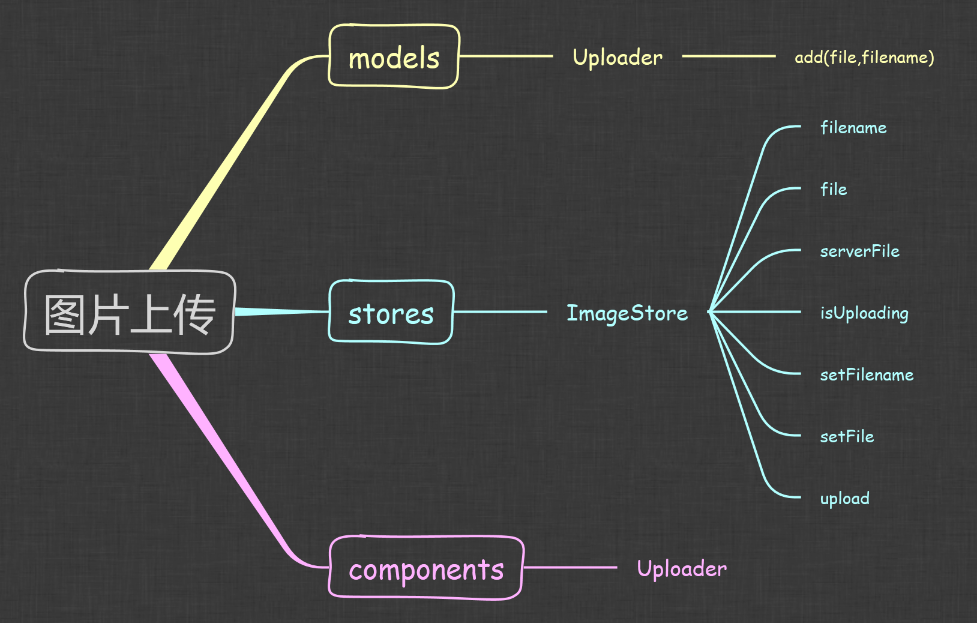 models
Uploader
add(file,filename)
图片上传
stores
ImageStore
filename
file
serverFile
isUploading
setFilename
setFile
upload
components
Uploader